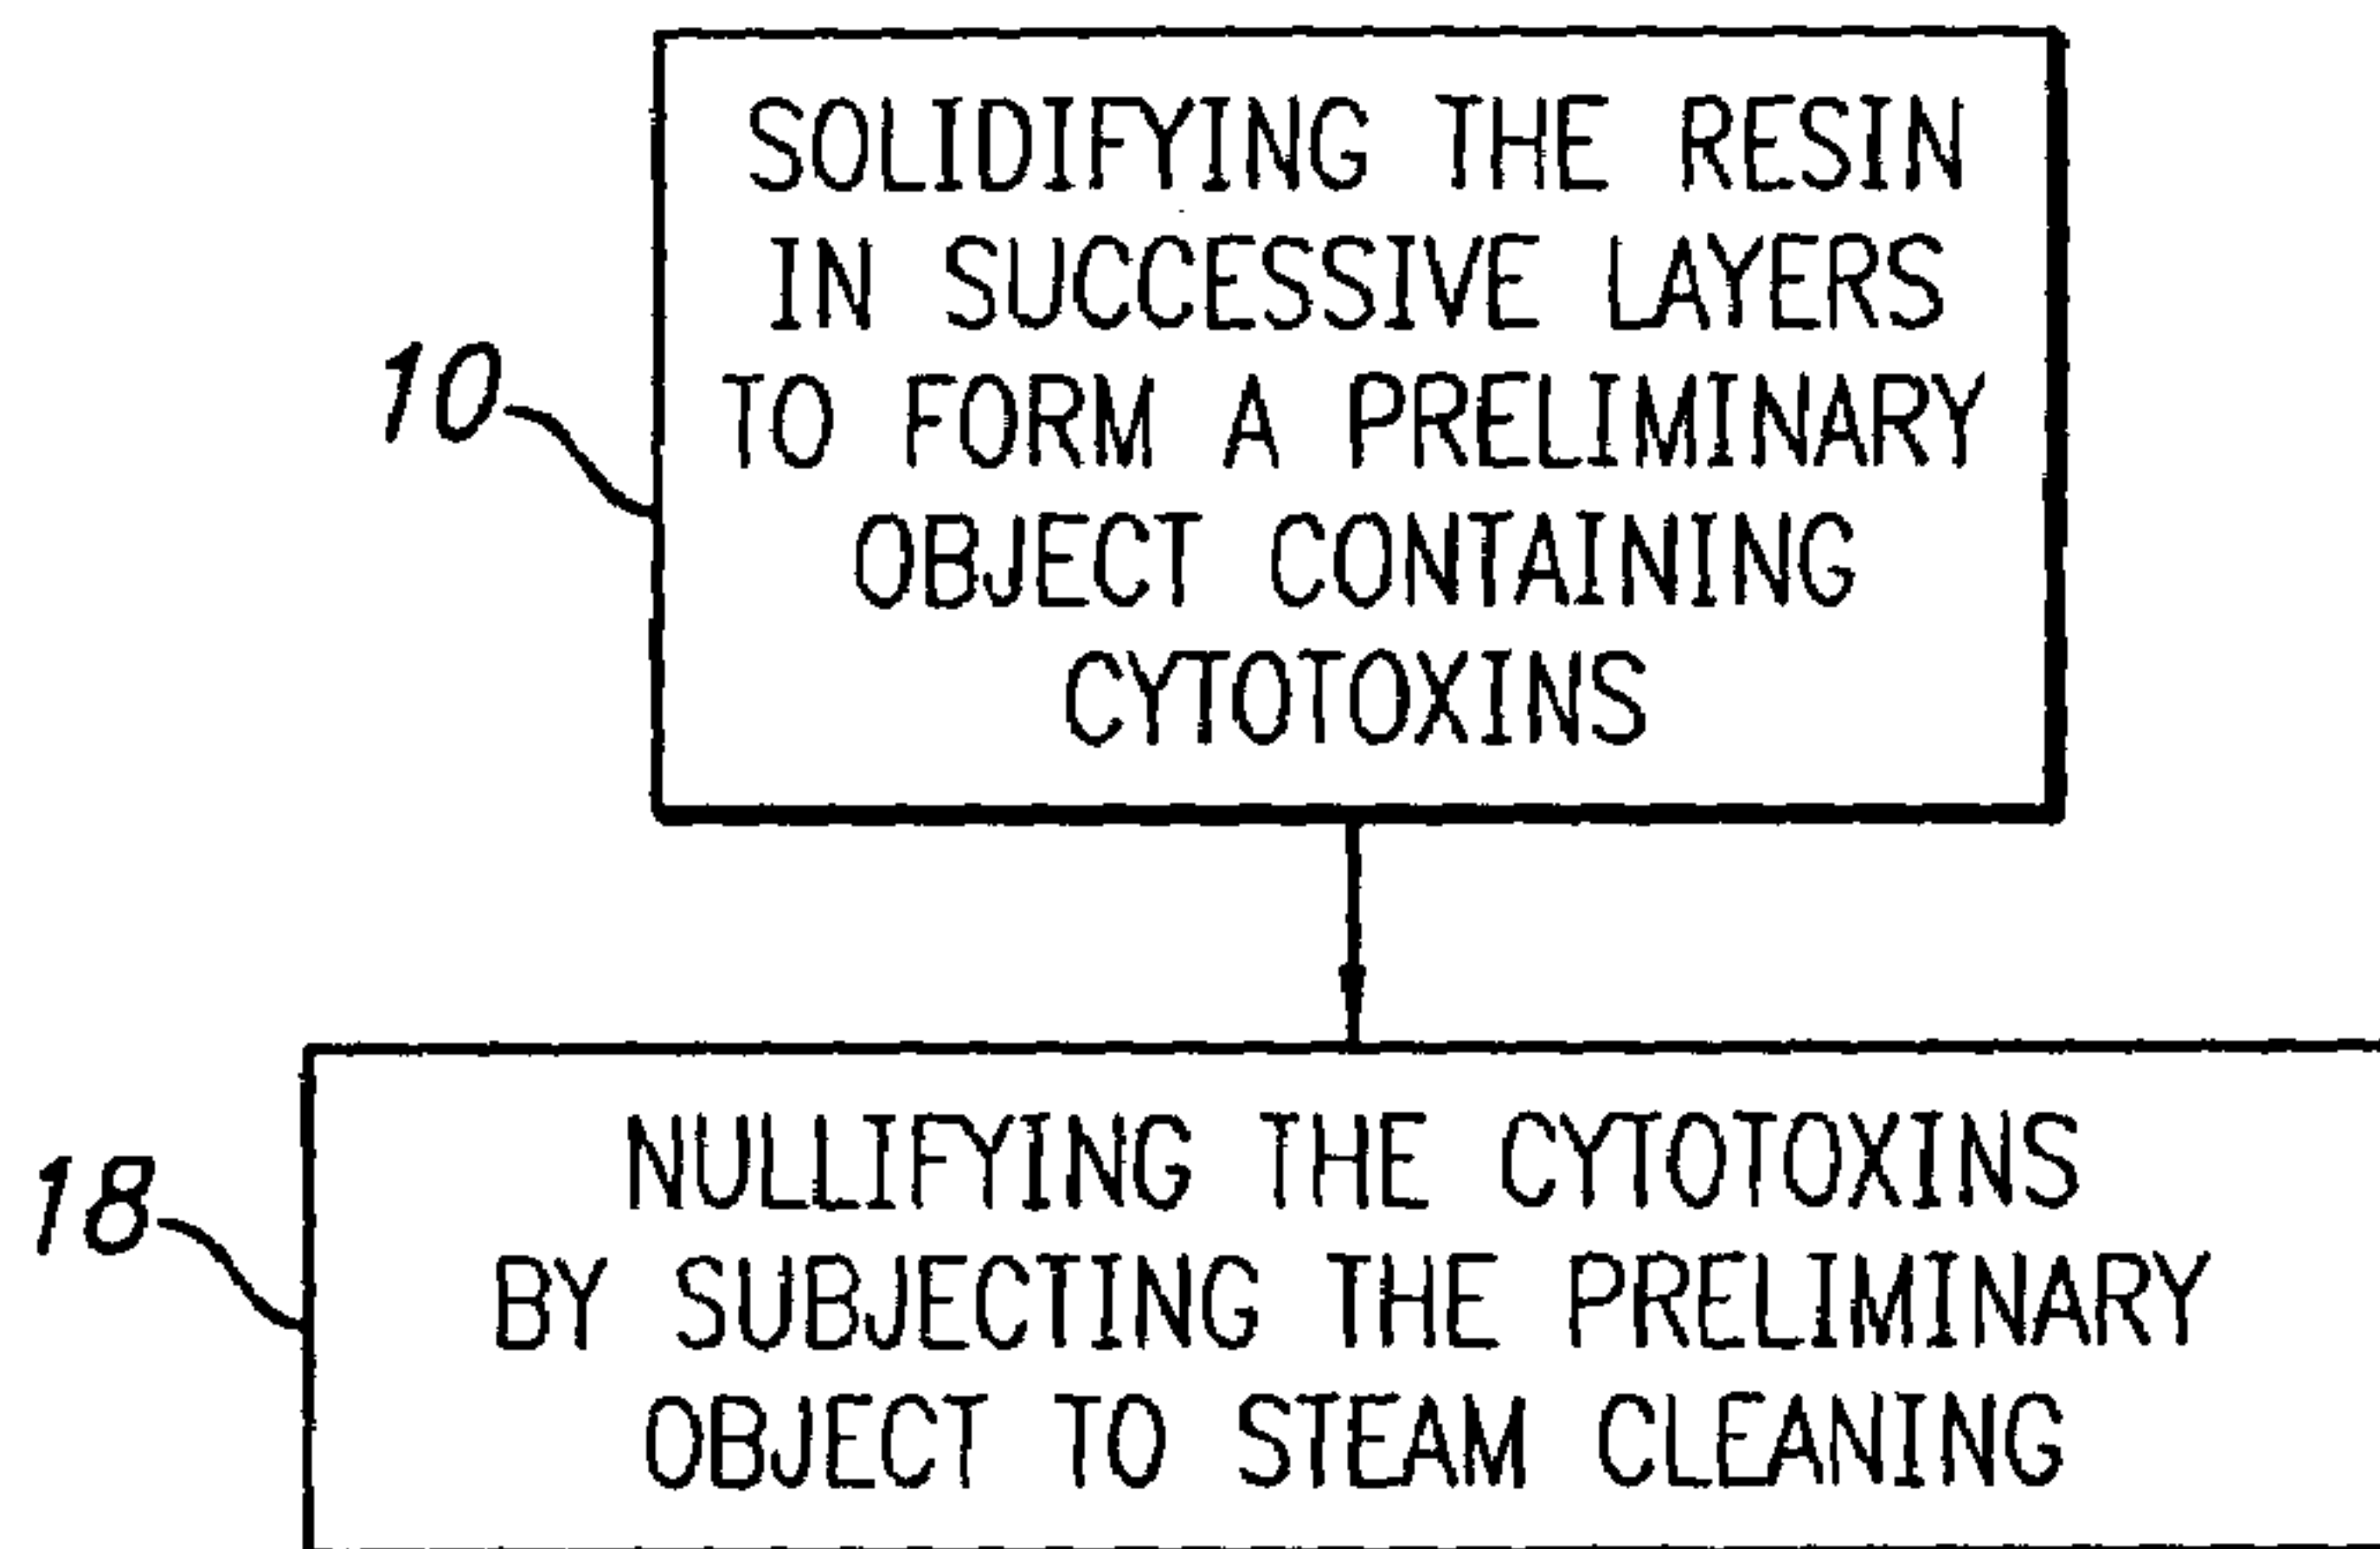 SOLIDIFYING THE RESIN
IN SUCCESSIVE LAYERS
TO FORM A PRELIMINARY
OBJECT CONTAINING
CYTOTOXINS
10
NULLIFYING THE CYTOTOXINS
BY SUBJECTING THE PRELIMINARY
OBJECT TO STEAM CLEANING
18